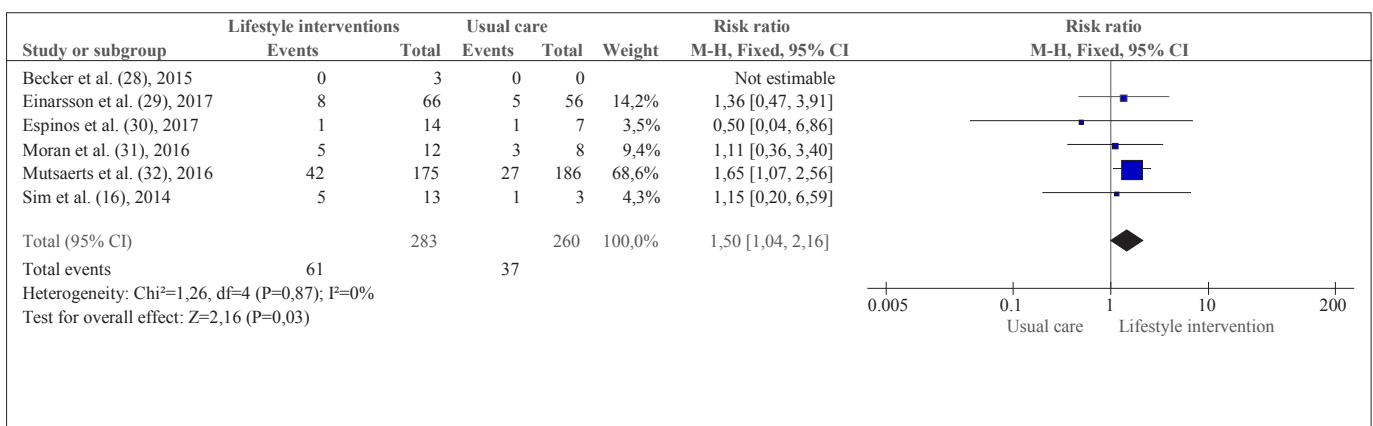 Lifestyle interventions Usual care Risk ratio Risk ratio
Study or subgroup Events Total Events Total Weight M-H, Fixed, 95% CI M-H, Fixed, 95% CI
Becker et al. (28), 2015 0 3 0 0 Not estimable
Einarsson et al. (29), 2017 8 66 5 56 14,2% 1,36 [0,47, 3,91]
Espinos et al. (30), 2017 1 14 1 7 3,5% 0,50 [0,04, 6,86]
Moran et al. (31), 2016 5 12 3 8 9,4% 1,11 [0,36, 3,40]
Mutsaerts et al. (32), 2016 42 175 27 186 68,6% 1,65 [1,07, 2,56]
Sim et al. (16), 2014 5 13 1 3 4,3% 1,15 [0,20, 6,59]
Total (95% CI) 283 260 100,0% 1,50 [1,04, 2,16]
Total events 61 37
Heterogeneity: Chi²=1,26, df=4 (P=0,87); I²=0%
Test for overall effect: Z=2,16 (P=0,03)
0.005 0.1 1 10 200
Usual care Lifestyle intervention